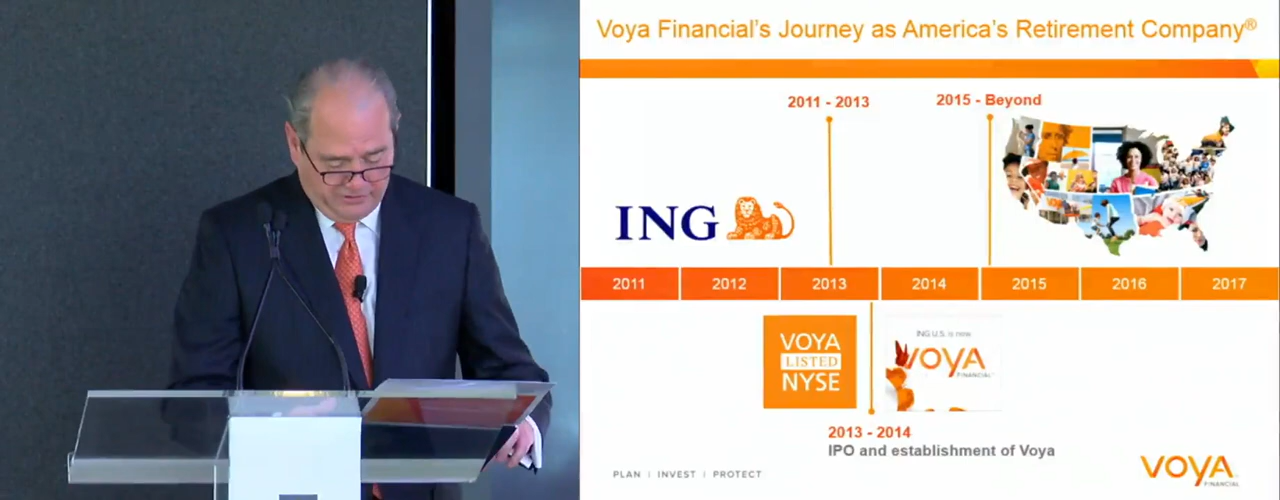 Voya Financial's Journey as America's Retirement Company®
2011 - 2013
2015 - Beyond
ING
2011
2012
2013
2014
2015
2016
2017
VOYA
LISTED
NYSE
ING U.S. is now
VOYA
FINANCIAL
2013 - 2014
IPO and establishment of Voya
PLAN | INVEST | PROTECT
VOYA
FINANCIAL